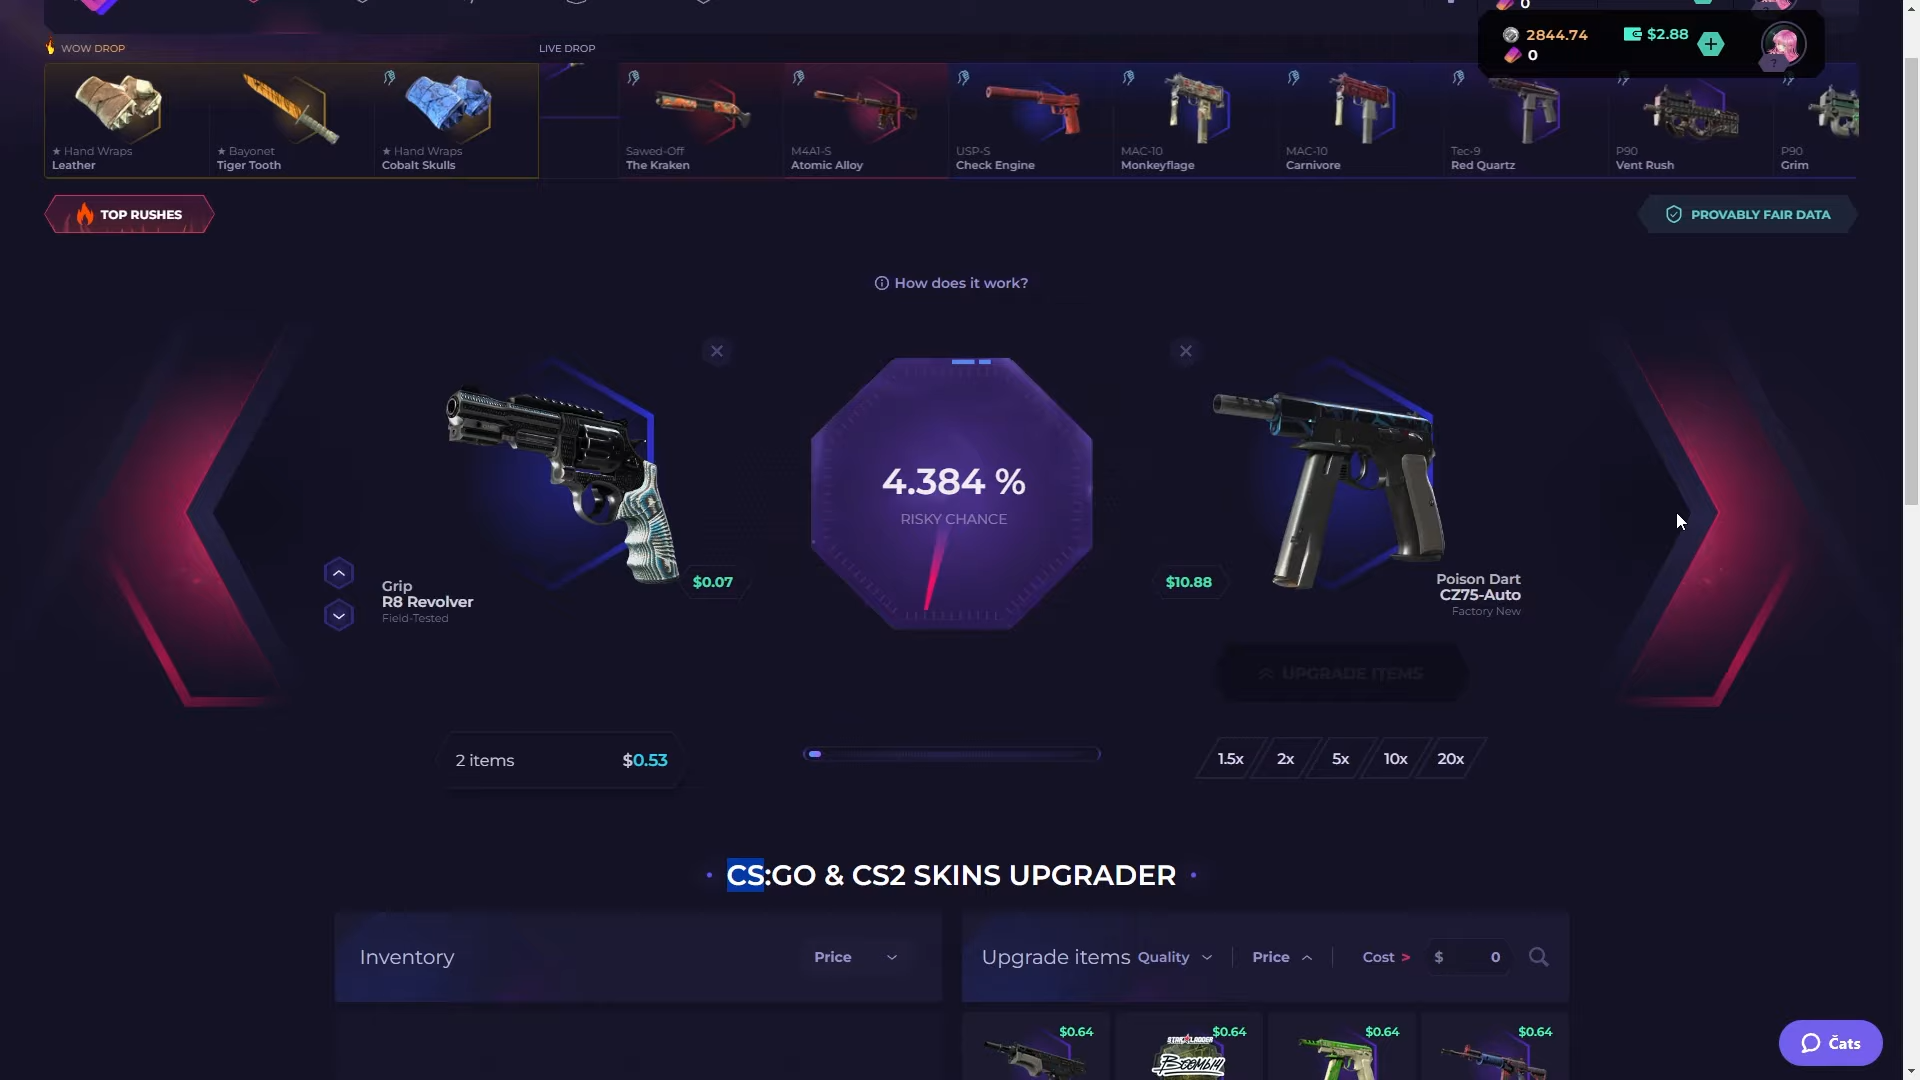 0
2844.74
$2.88
0
?
WOW DROP
LIVE DROP
★ Hand Wraps
Leather
★ Bayonet
Tiger Tooth
★ Hand Wraps
Cobalt Skulls
Sawed-Off
The Kraken
M4A1-S
Atomic Alloy
USP-S
Check Engine
MAC-10
Monkeyflage
MAC-10
Carnivore
Tec-9
Red Quartz
P90
Vent Rush
P90
Grim
TOP RUSHES
PROVABLY FAIR DATA
How does it work?
4.384 %
RISKY CHANCE
Grip
R8 Revolver
Field-Tested
$0.07
$10.88
Poison Dart
CZ75-Auto
Factory New
UPGRADE ITEMS
2 items
$0.53
1.5x
2x
5x
10x
20x
• CS:GO & CS2 SKINS UPGRADER •
Inventory
Price
Upgrade items
Quality
Price
Cost >
$ 0
$0.64
$0.64
$0.64
$0.64
BOOMBL4
Čats